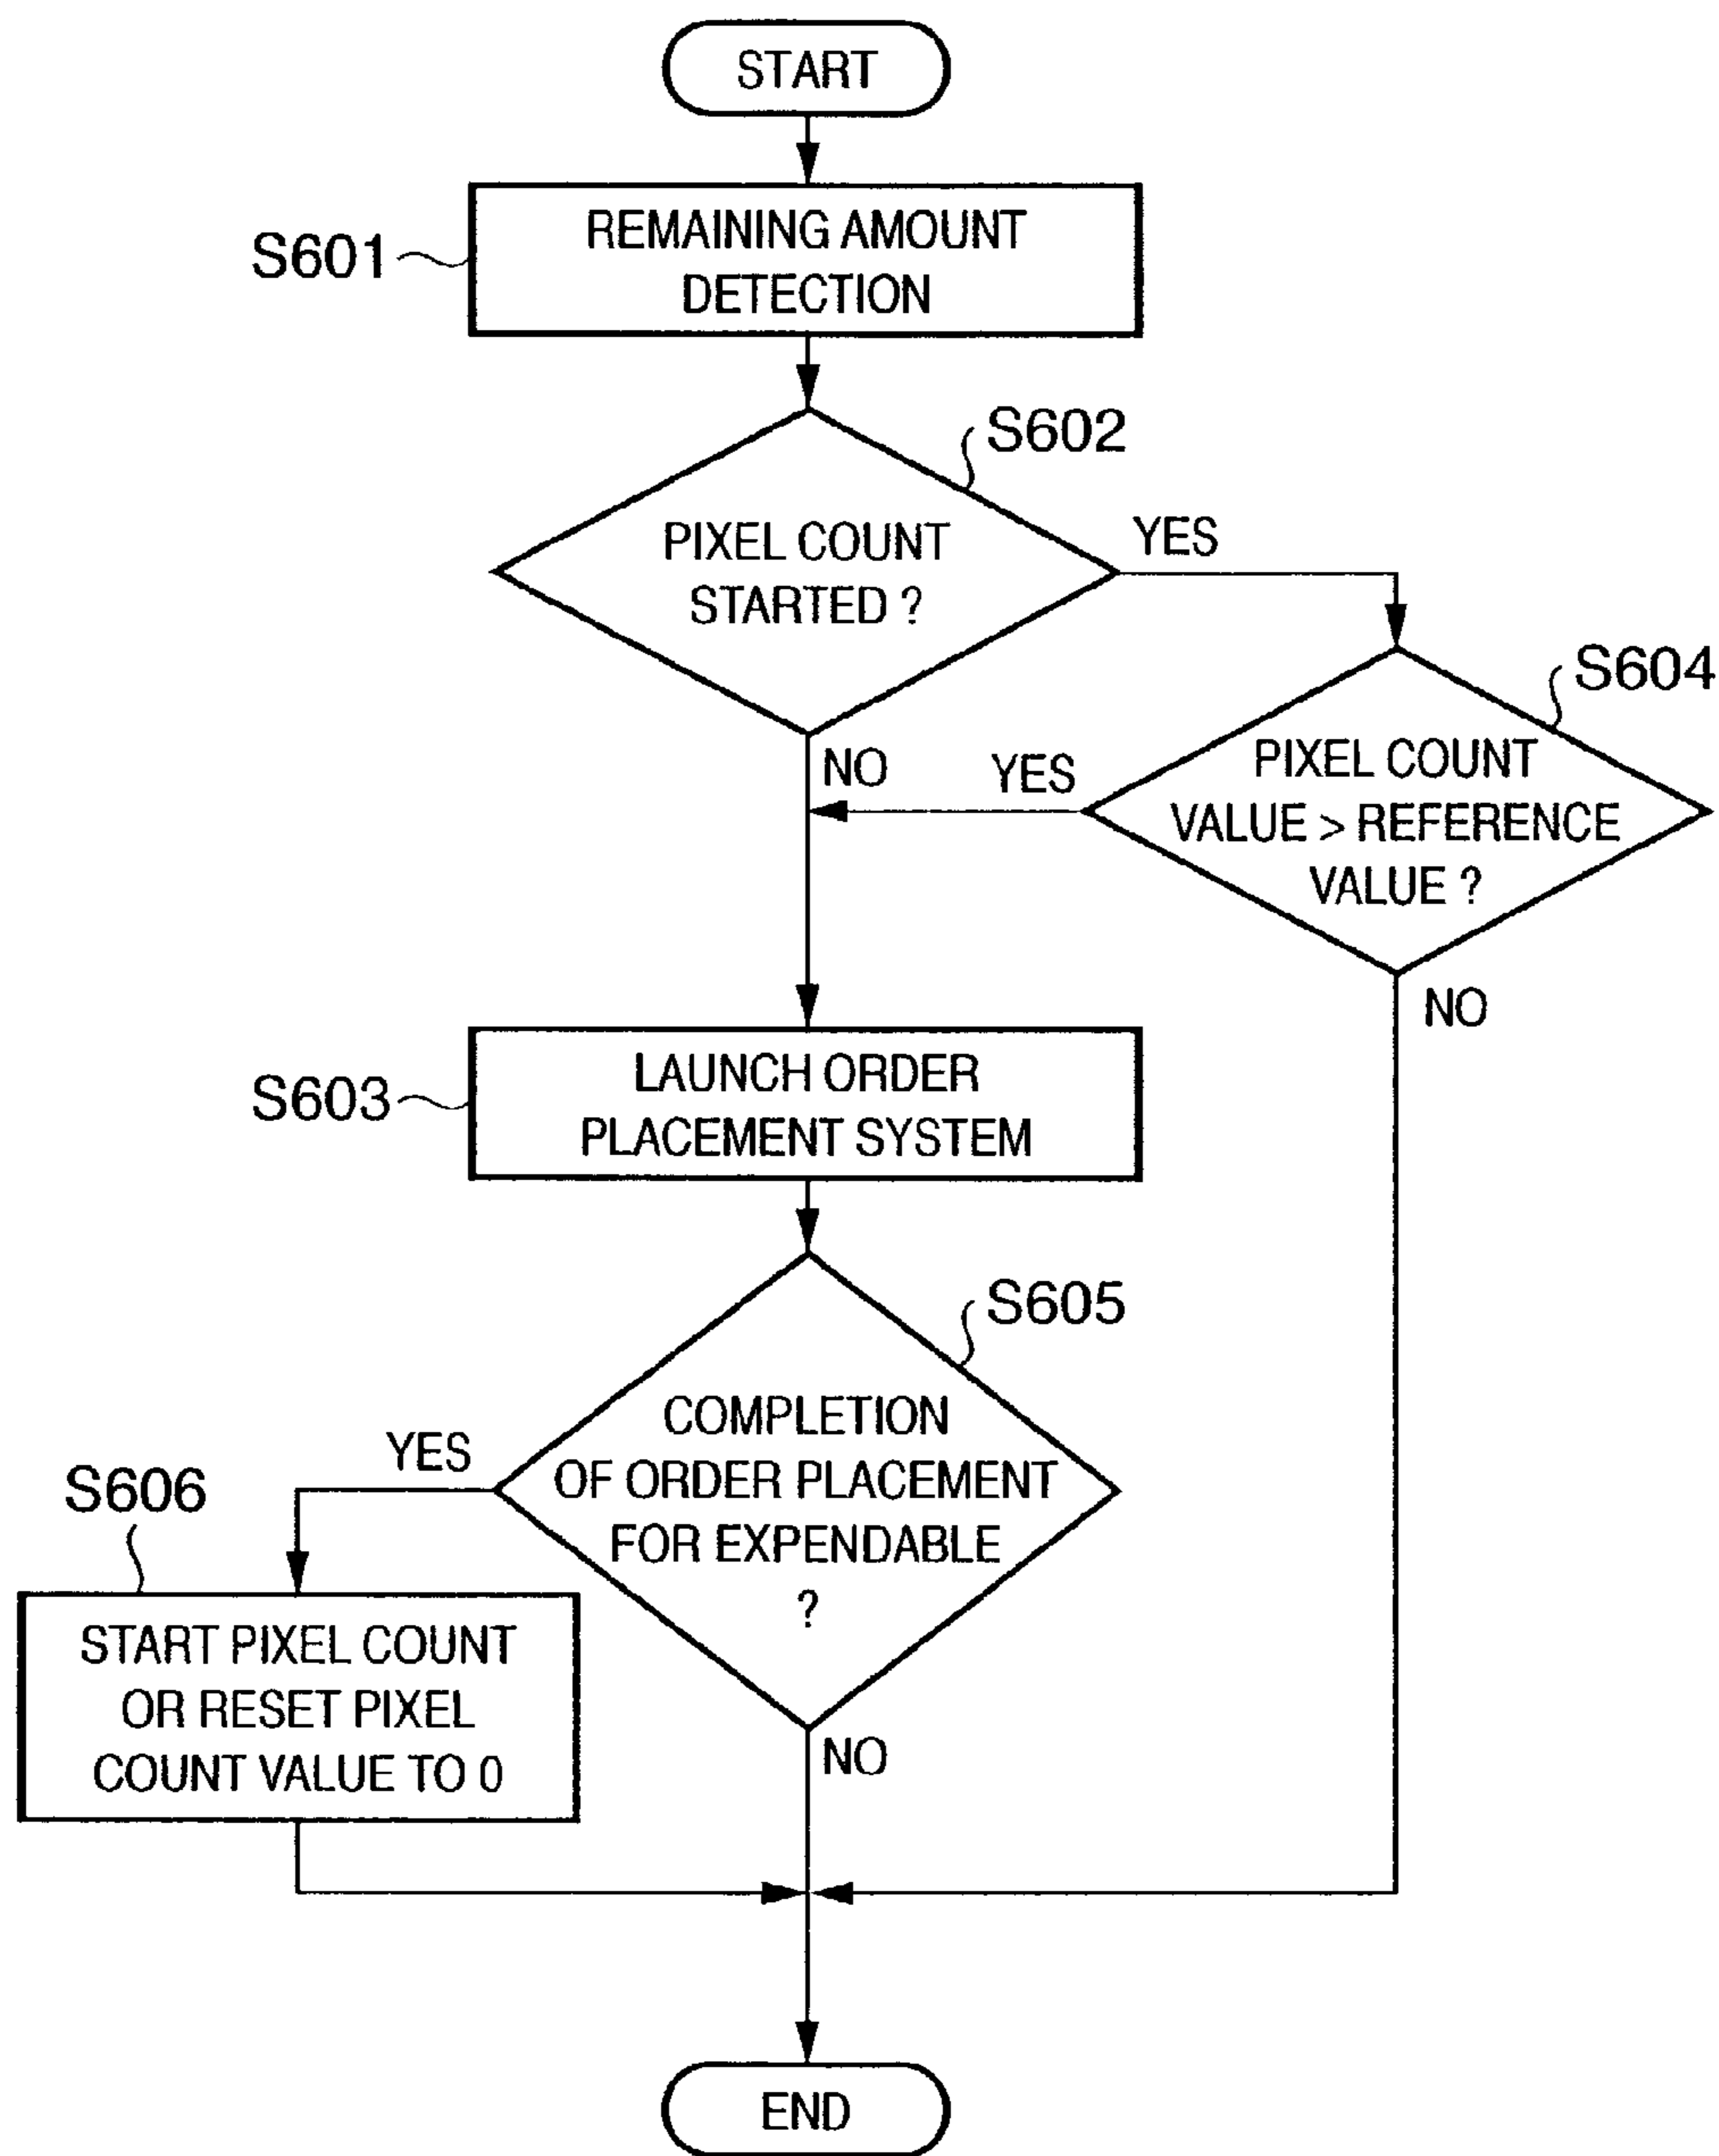 START
S601
REMAINING AMOUNT
DETECTION
S602
PIXEL COUNT
STARTED ?
YES
NO
S604
PIXEL COUNT
VALUE > REFERENCE
VALUE ?
YES
NO
S603
LAUNCH ORDER
PLACEMENT SYSTEM
S605
COMPLETION
OF ORDER PLACEMENT
FOR EXPENDABLE
?
YES
NO
S606
START PIXEL COUNT
OR RESET PIXEL
COUNT VALUE TO 0
END